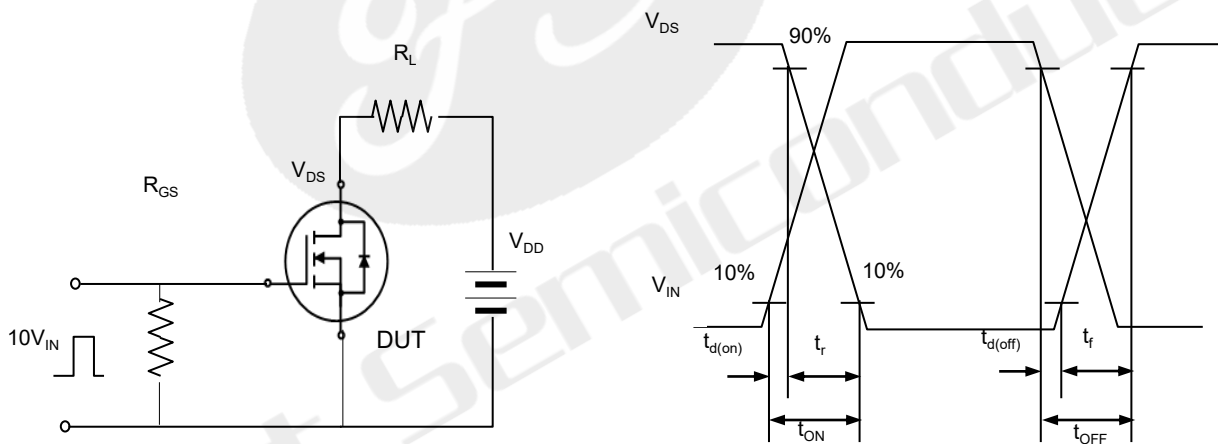 R_L
V_DS
R_GS
V_DD
10V_IN
DUT
V_DS
90%
10%
10%
V_IN
t_d(on)
t_r
t_d(off)
t_f
t_ON
t_OFF